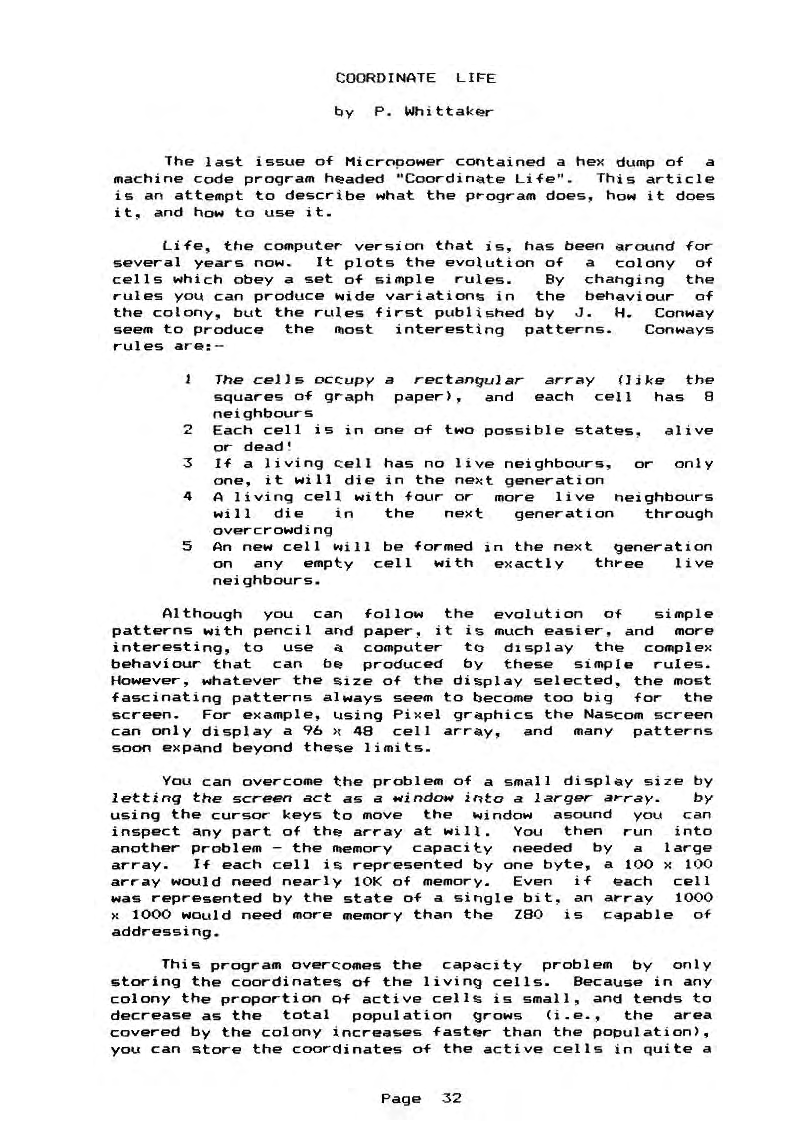 COORDINATE LIFE
by P. Whittaker
The last issue of Micropower contained a hex dump of a
machine code program headed "Coordinate Life". This article
is an attempt to describe what the program does, how it does
it, and how to use it.
Life, the computer version that is, has been around for
several years now. It plots the evolution of a colony of
cells which obey a set of simple rules. By changing the
rules you can produce wide variations in the behaviour of
the colony, but the rules first published by J. H. Conway
seem to produce the most interesting patterns. Conways
rules are:-
1 The cells occupy a rectangular array (like the
squares of graph paper), and each cell has 8
neighbours
2 Each cell is in one of two possible states, alive
or dead!
3 If a living cell has no live neighbours, or only
one, it will die in the next generation
4 A living cell with four or more live neighbours
will die in the next generation through
overcrowding
5 An new cell will be formed in the next generation
on any empty cell with exactly three live
neighbours.
Although you can follow the evolution of simple
patterns with pencil and paper, it is much easier, and more
interesting, to use a computer to display the complex
behaviour that can be produced by these simple rules.
However, whatever the size of the display selected, the most
fascinating patterns always seem to become too big for the
screen. For example, using Pixel graphics the Nascom screen
can only display a 96 x 48 cell array, and many patterns
soon expand beyond these limits.
You can overcome the problem of a small display size by
letting the screen act as a window into a larger array. by
using the cursor keys to move the window asound you can
inspect any part of the array at will. You then run into
another problem - the memory capacity needed by a large
array. If each cell is represented by one byte, a 100 x 100
array would need nearly 10K of memory. Even if each cell
was represented by the state of a single bit, an array 1000
x 1000 would need more memory than the Z80 is capable of
addressing.
This program overcomes the capacity problem by only
storing the coordinates of the living cells. Because in any
colony the proportion of active cells is small, and tends to
decrease as the total population grows (i.e., the area
covered by the colony increases faster than the population),
you can store the coordinates of the active cells in quite a
Page 32